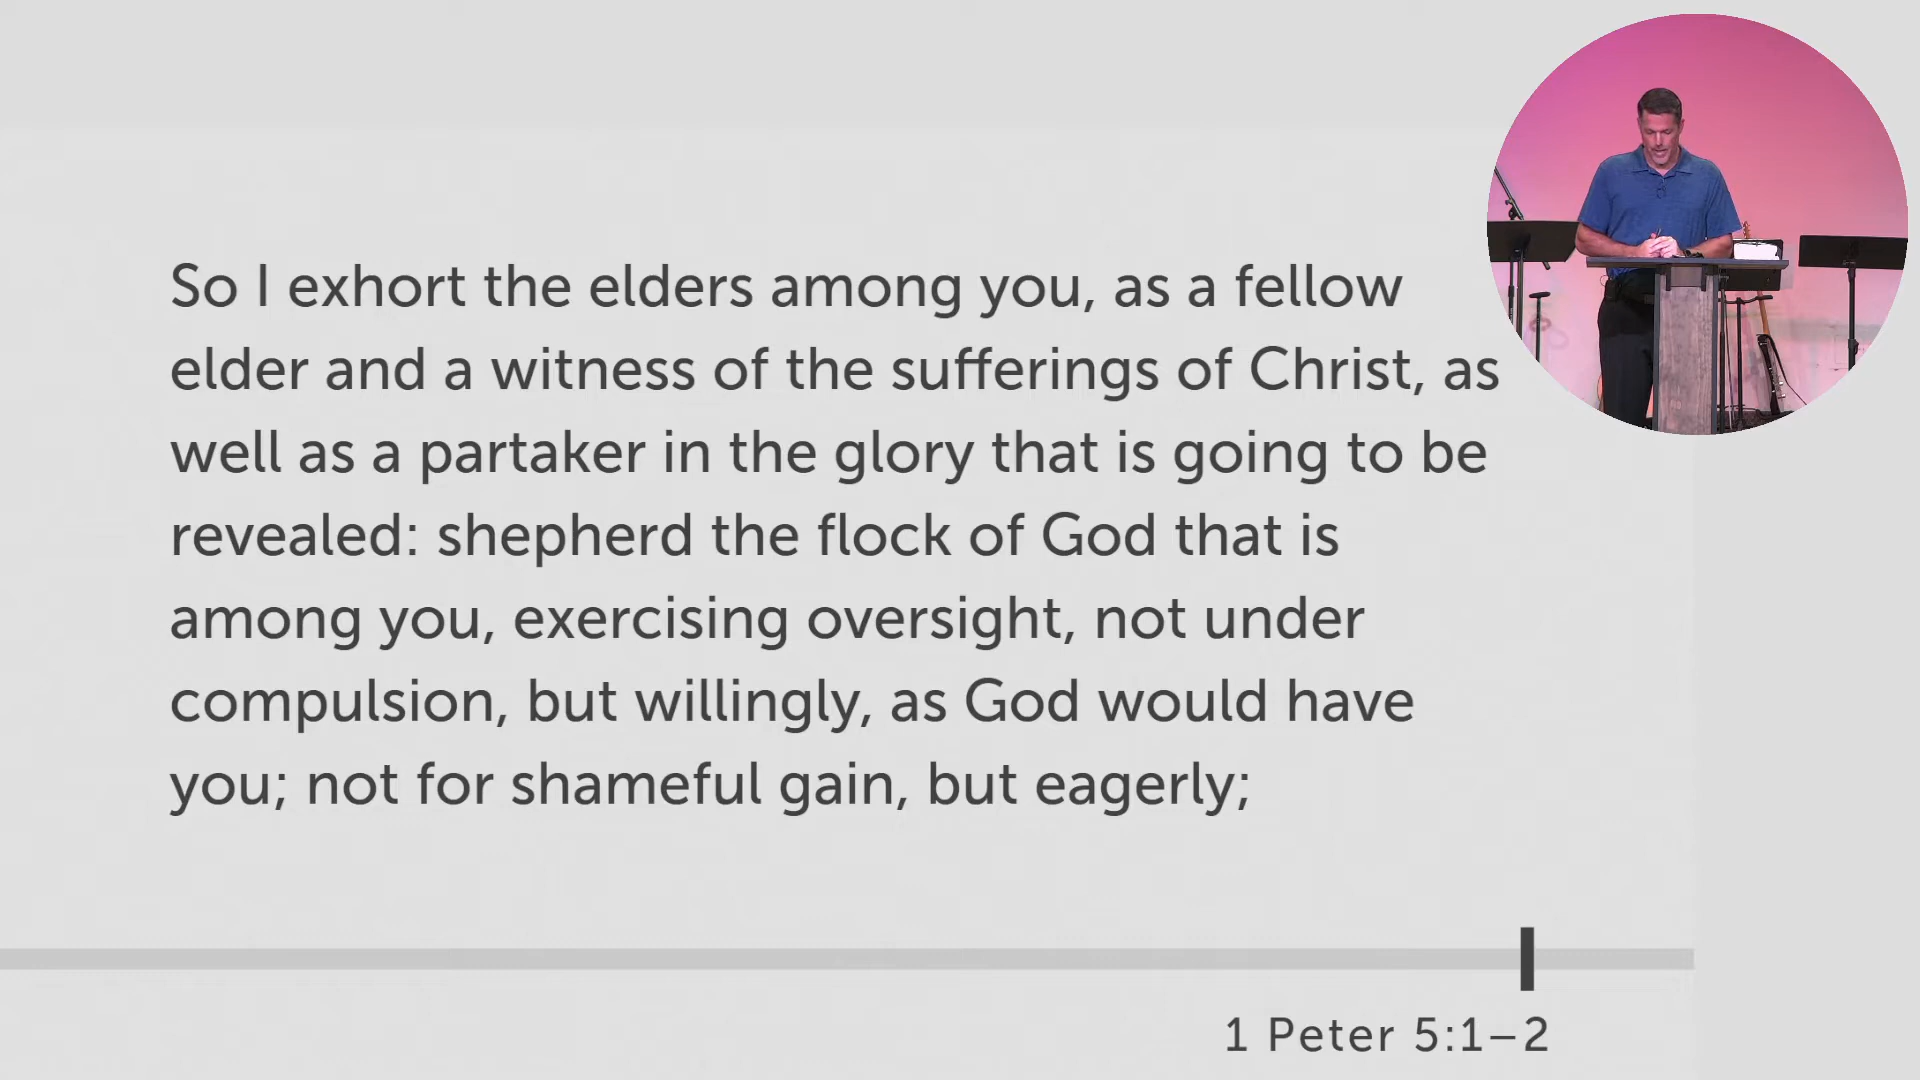 So I exhort the elders among you, as a fellow
elder and a witness of the sufferings of Christ, as
well as a partaker in the glory that is going to be
revealed: shepherd the flock of God that is
among you, exercising oversight, not under
compulsion, but willingly, as God would have
you; not for shameful gain, but eagerly;
1 Peter 5:1–2